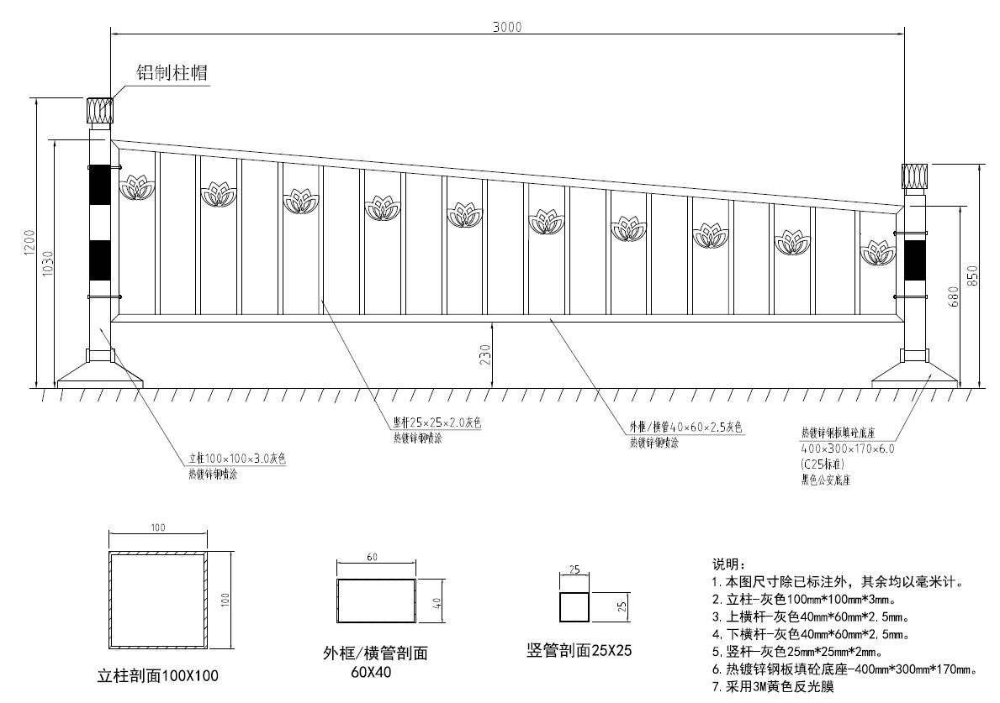 3000
铝制柱帽
1200
1030
230
680
850
竖杆25×25×2.0灰色
热镀锌钢喷涂
外框/横管40×60×2.5灰色
热镀锌钢喷涂
热镀锌钢板填砼底座
400×300×170×6.0
(C25标准)
黑色公安底座
立柱100×100×3.0灰色
热镀锌钢喷涂
100
100
立柱剖面100X100
60
40
外框/横管剖面
60X40
25
25
竖管剖面25X25
说明:
1.本图尺寸除已标注外，其余均以毫米计。
2.立柱-灰色100mm*100mm*3mm。
3.上横杆-灰色40mm*60mm*2.5mm。
4.下横杆-灰色40mm*60mm*2.5mm。
5.竖杆-灰色25mm*25mm*2mm。
6.热镀锌钢板填砼底座-400mm*300mm*170mm。
7.采用3M黄色反光膜